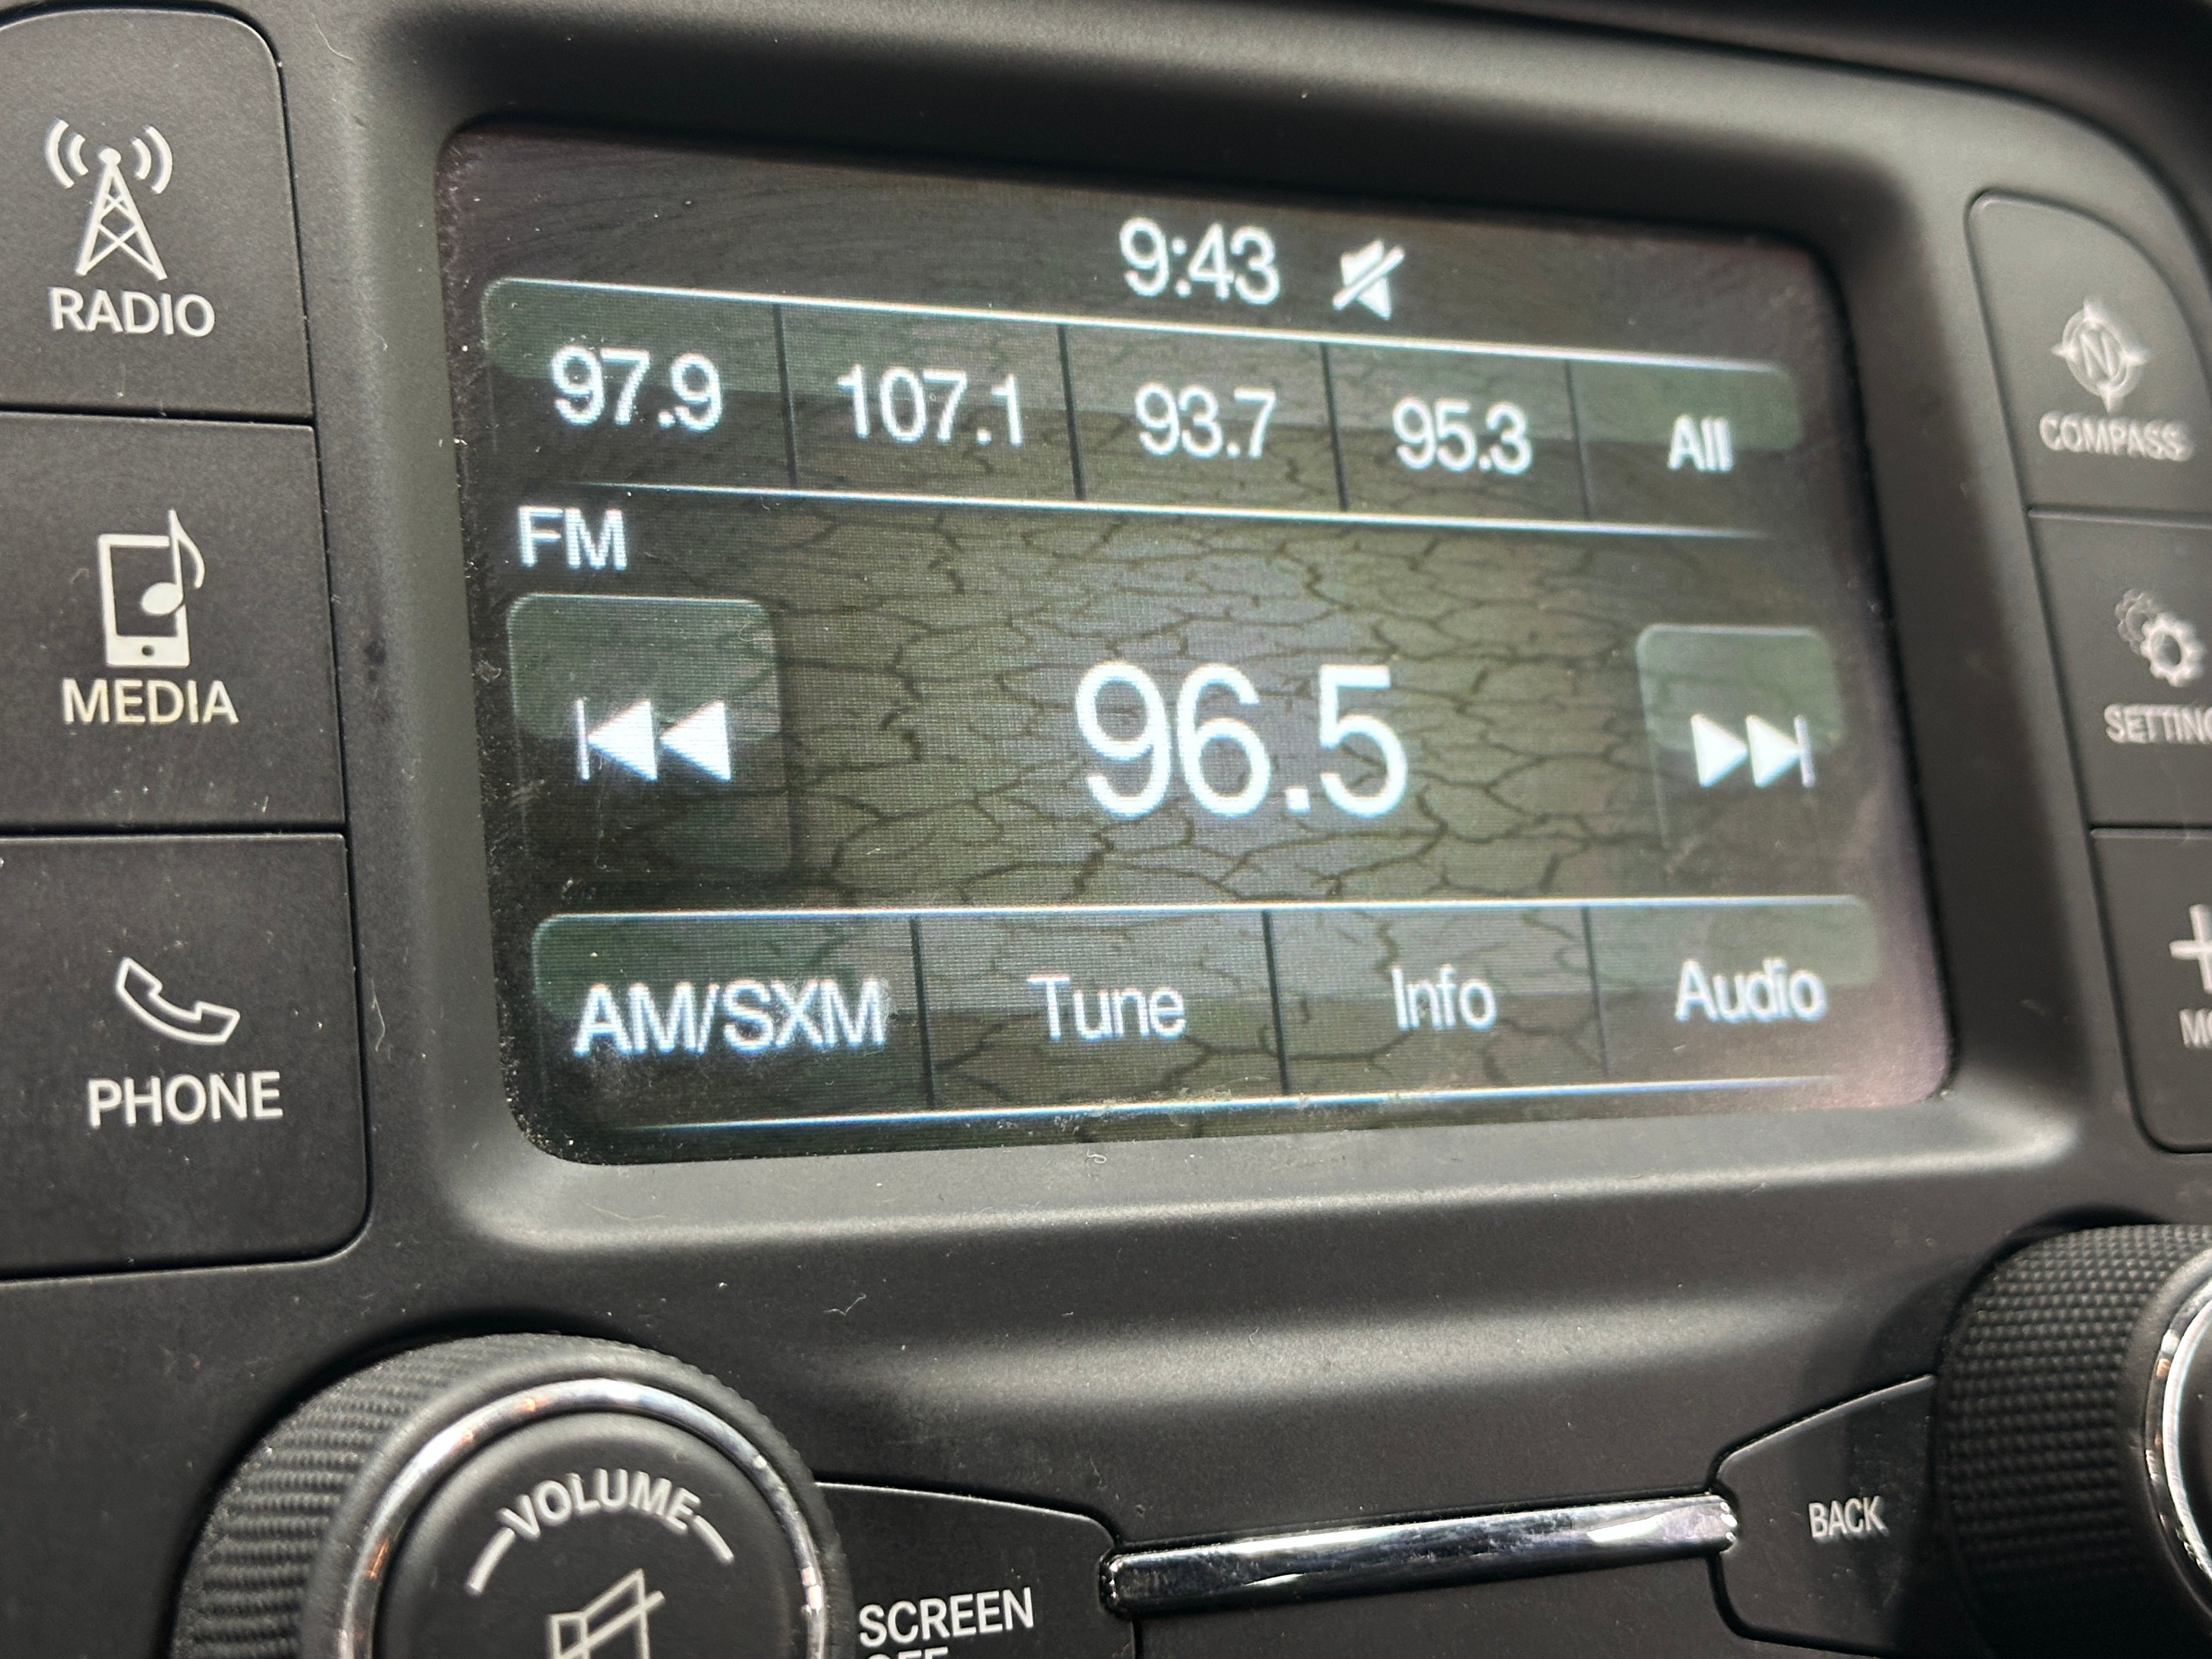 RADIO
MEDIA
PHONE
9:43
97.9 107.1 93.7 95.3 All
FM
96.5
AM/SXM Tune Info Audio
N
COMPASS
VOLUME
SCREEN
BACK